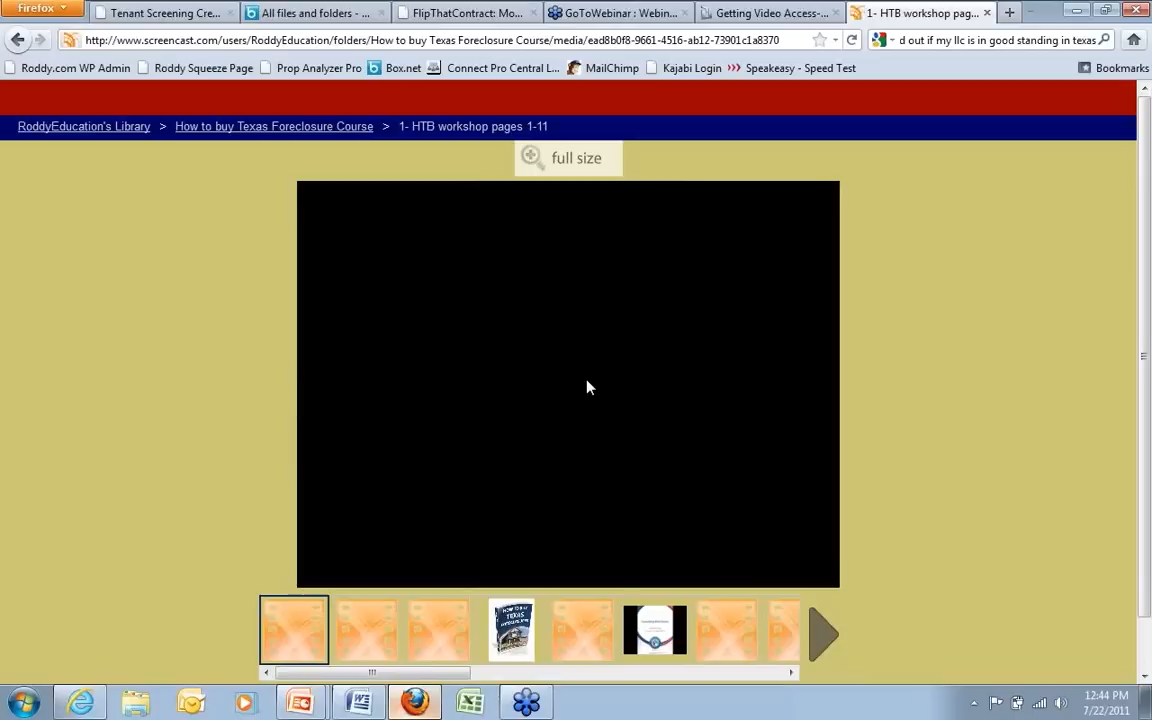 Firefox
Tenant Screening Cre...
All files and folders - ...
FlipThatContract: Mo...
GoToWebinar : Webin...
Getting Video Access-...
1- HTB workshop pag...
http://www.screencast.com/users/RoddyEducation/folders/How to buy Texas Foreclosure Course/media/ead8b0f8-9661-4516-ab12-73901c1a8370
d out if my llc is in good standing in texas
Roddy.com WP Admin
Roddy Squeeze Page
Prop Analyzer Pro
Box.net
Connect Pro Central L...
MailChimp
Kajabi Login
Speakeasy - Speed Test
Bookmarks
RoddyEducation's Library > How to buy Texas Foreclosure Course > 1- HTB workshop pages 1-11
full size
HOW TO BUY
TEXAS
12:44 PM
7/22/2011